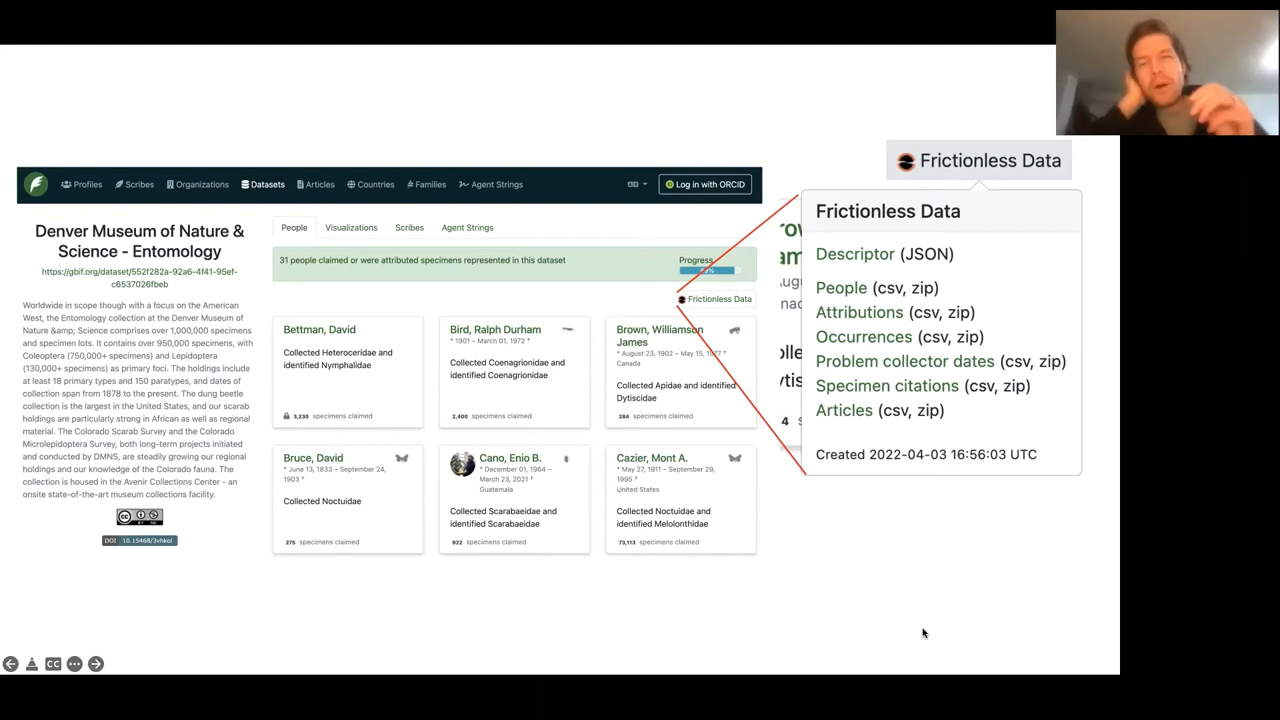 Profiles
Scribes
Organizations
Datasets
Articles
Countries
Families
Agent Strings
Log in with ORCID
Denver Museum of Nature &
Science - Entomology
https://gbif.org/dataset/552f282a-92a6-4f41-95ef-
c6537026fbeb
Worldwide in scope though with a focus on the American
West, the Entomology collection at the Denver Museum of
Nature &amp; Science comprises over 1,000,000 specimens
and specimen lots. It contains over 950,000 specimens, with
Coleoptera (750,000+ specimens) and Lepidoptera
(130,000+ specimens) as primary foci. The holdings include
at least 18 primary types and 150 paratypes, and dates of
collection span from 1878 to the present. The dung beetle
collection is the largest in the United States, and our scarab
holdings are particularly strong in African as well as regional
material. The Colorado Scarab Survey and the Colorado
Microlepidoptera Survey, both long-term projects initiated
and conducted by DMNS, are steadily growing our regional
holdings and our knowledge of the Colorado fauna. The
collection is housed in the Avenir Collections Center - an
onsite state-of-the-art museum collections facility.
CC BY NC
DOI 10.15468/3vhkol
People
Visualizations
Scribes
Agent Strings
31 people claimed or were attributed specimens represented in this dataset
Progress
Frictionless Data
Bettman, David
Collected Heteroceridae and
identified Nymphalidae
3,230 specimens claimed
Bird, Ralph Durham
* 1901 – March 01, 1972 †
Collected Coenagrionidae and
identified Coenagrionidae
2,400 specimens claimed
Brown, Williamson
James
* August 23, 1902 – May 15, 1977 †
Canada
Collected Apidae and identified
Dytiscidae
284 specimens claimed
Bruce, David
* June 13, 1833 – September 24,
1903 †
Collected Noctuidae
275 specimens claimed
Cano, Enio B.
* December 01, 1964 –
March 23, 2021 †
Guatemala
Collected Scarabaeidae and
identified Scarabaeidae
922 specimens claimed
Cazier, Mont A.
* May 27, 1911 – September 29,
1995 †
United States
Collected Noctuidae and
identified Melolonthidae
73,113 specimens claimed
Frictionless Data
Frictionless Data
Descriptor (JSON)
People (csv, zip)
Attributions (csv, zip)
Occurrences (csv, zip)
Problem collector dates (csv, zip)
Specimen citations (csv, zip)
Articles (csv, zip)
Created 2022-04-03 16:56:03 UTC
CC